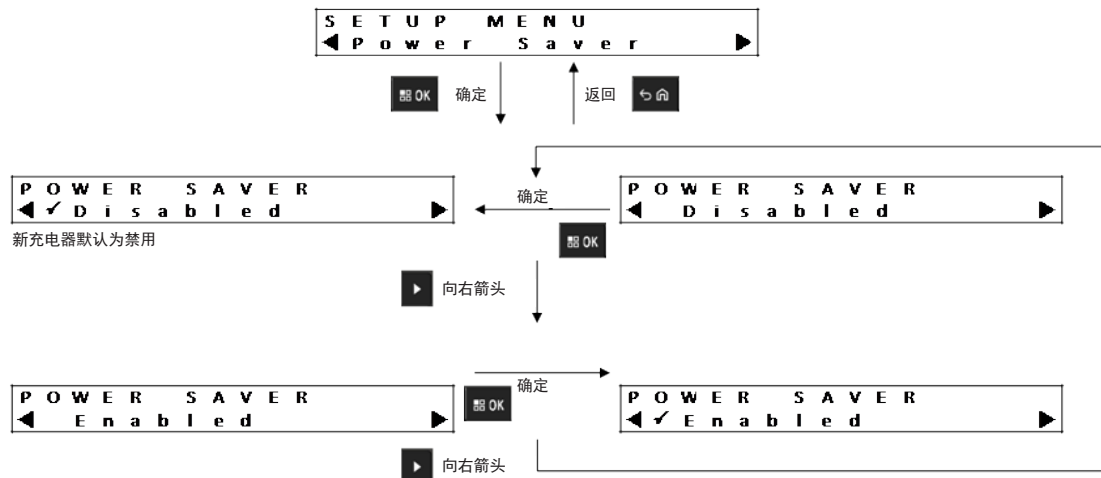 SETUP MENU
◀ Power Saver ▶
OK 确定
返回
POWER SAVER
◀ ✓ Disabled ▶
新充电器默认为禁用
确定
OK
POWER SAVER
◀ Disabled ▶
向右箭头
POWER SAVER
◀ Enabled ▶
OK 确定
POWER SAVER
◀ ✓ Enabled ▶
向右箭头